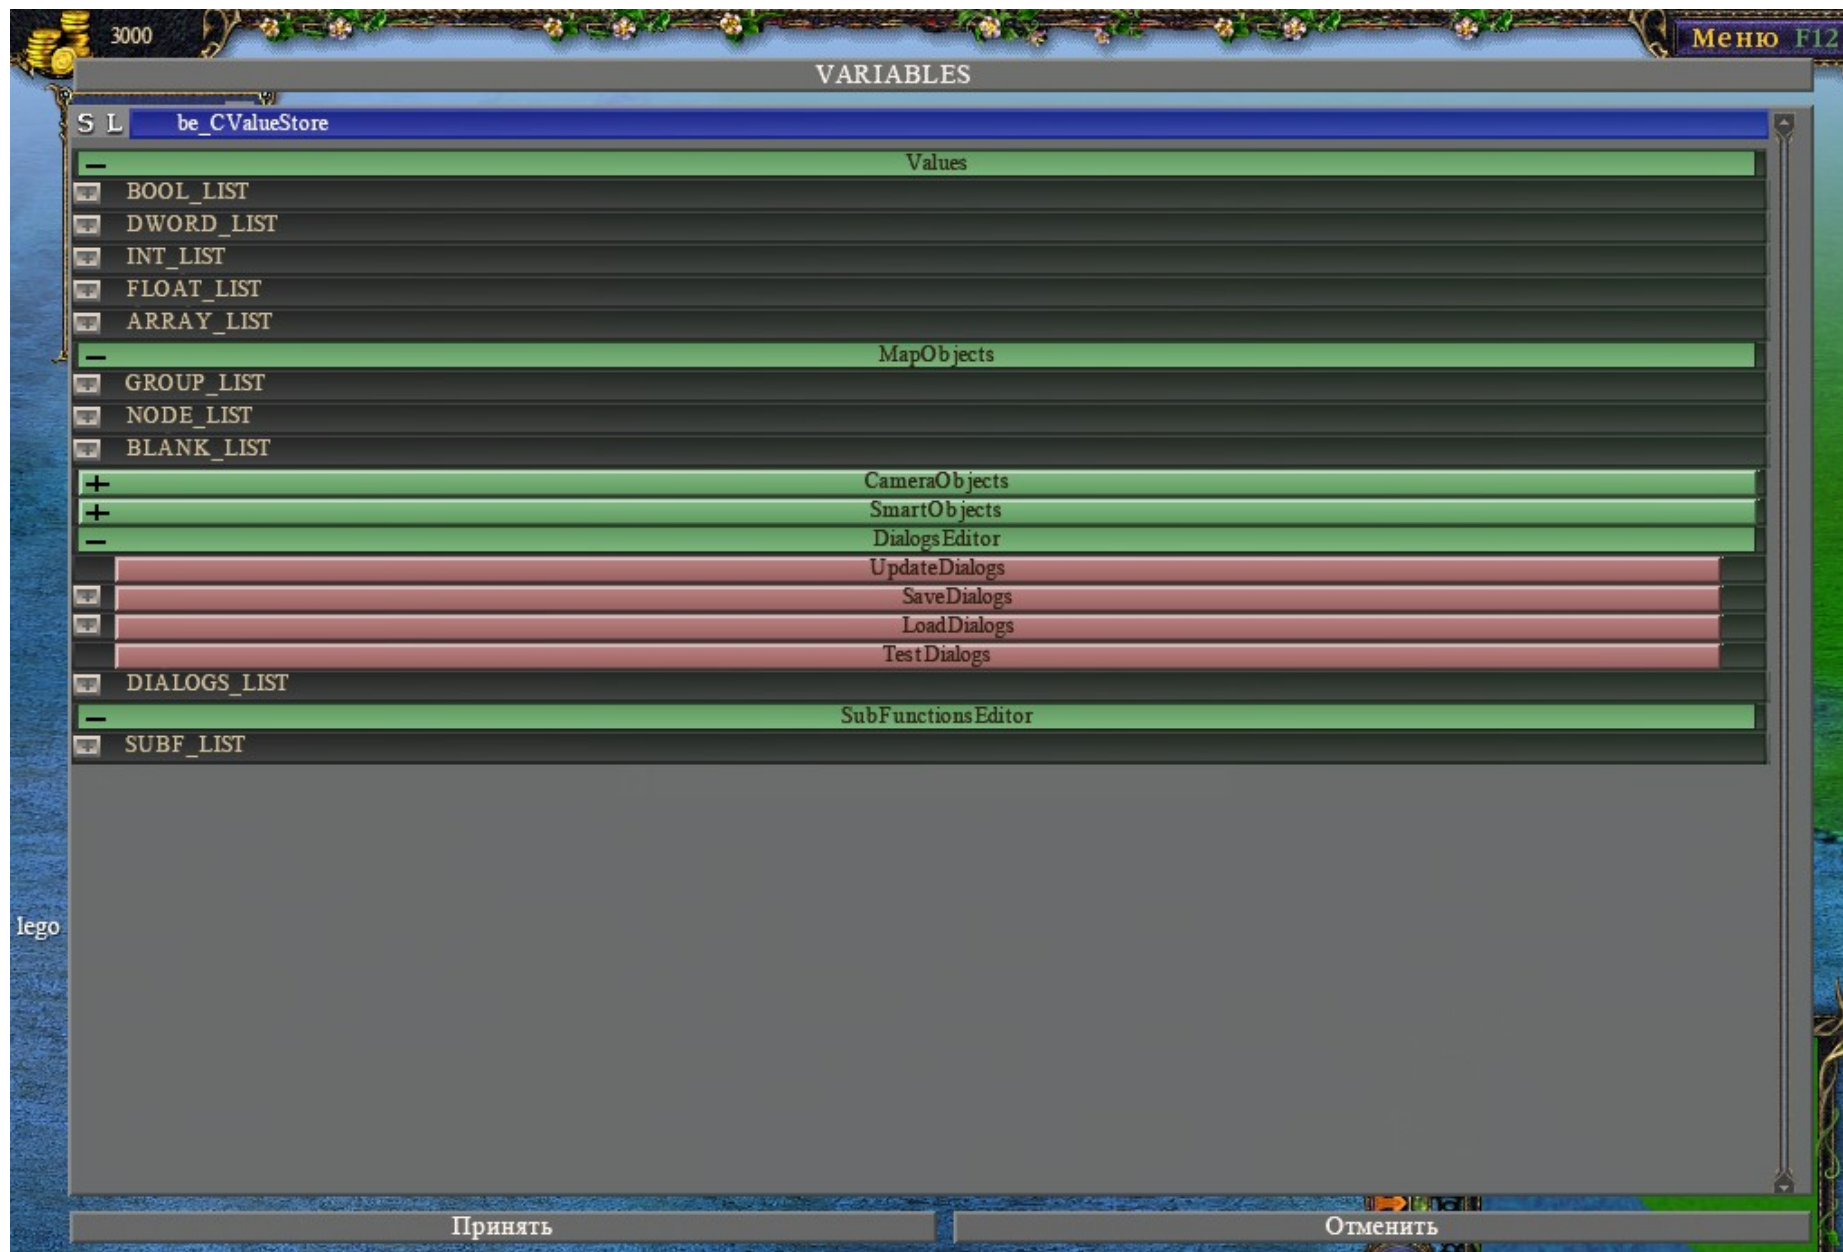 3000
Меню F12
VARIABLES
S L be_CValueStore
Values
BOOL_LIST
DWORD_LIST
INT_LIST
FLOAT_LIST
ARRAY_LIST
MapObjects
GROUP_LIST
NODE_LIST
BLANK_LIST
CameraObjects
SmartObjects
DialogsEditor
UpdateDialogs
SaveDialogs
LoadDialogs
TestDialogs
DIALOGS_LIST
SubFunctionsEditor
SUBF_LIST
lego
Принять
Отменить